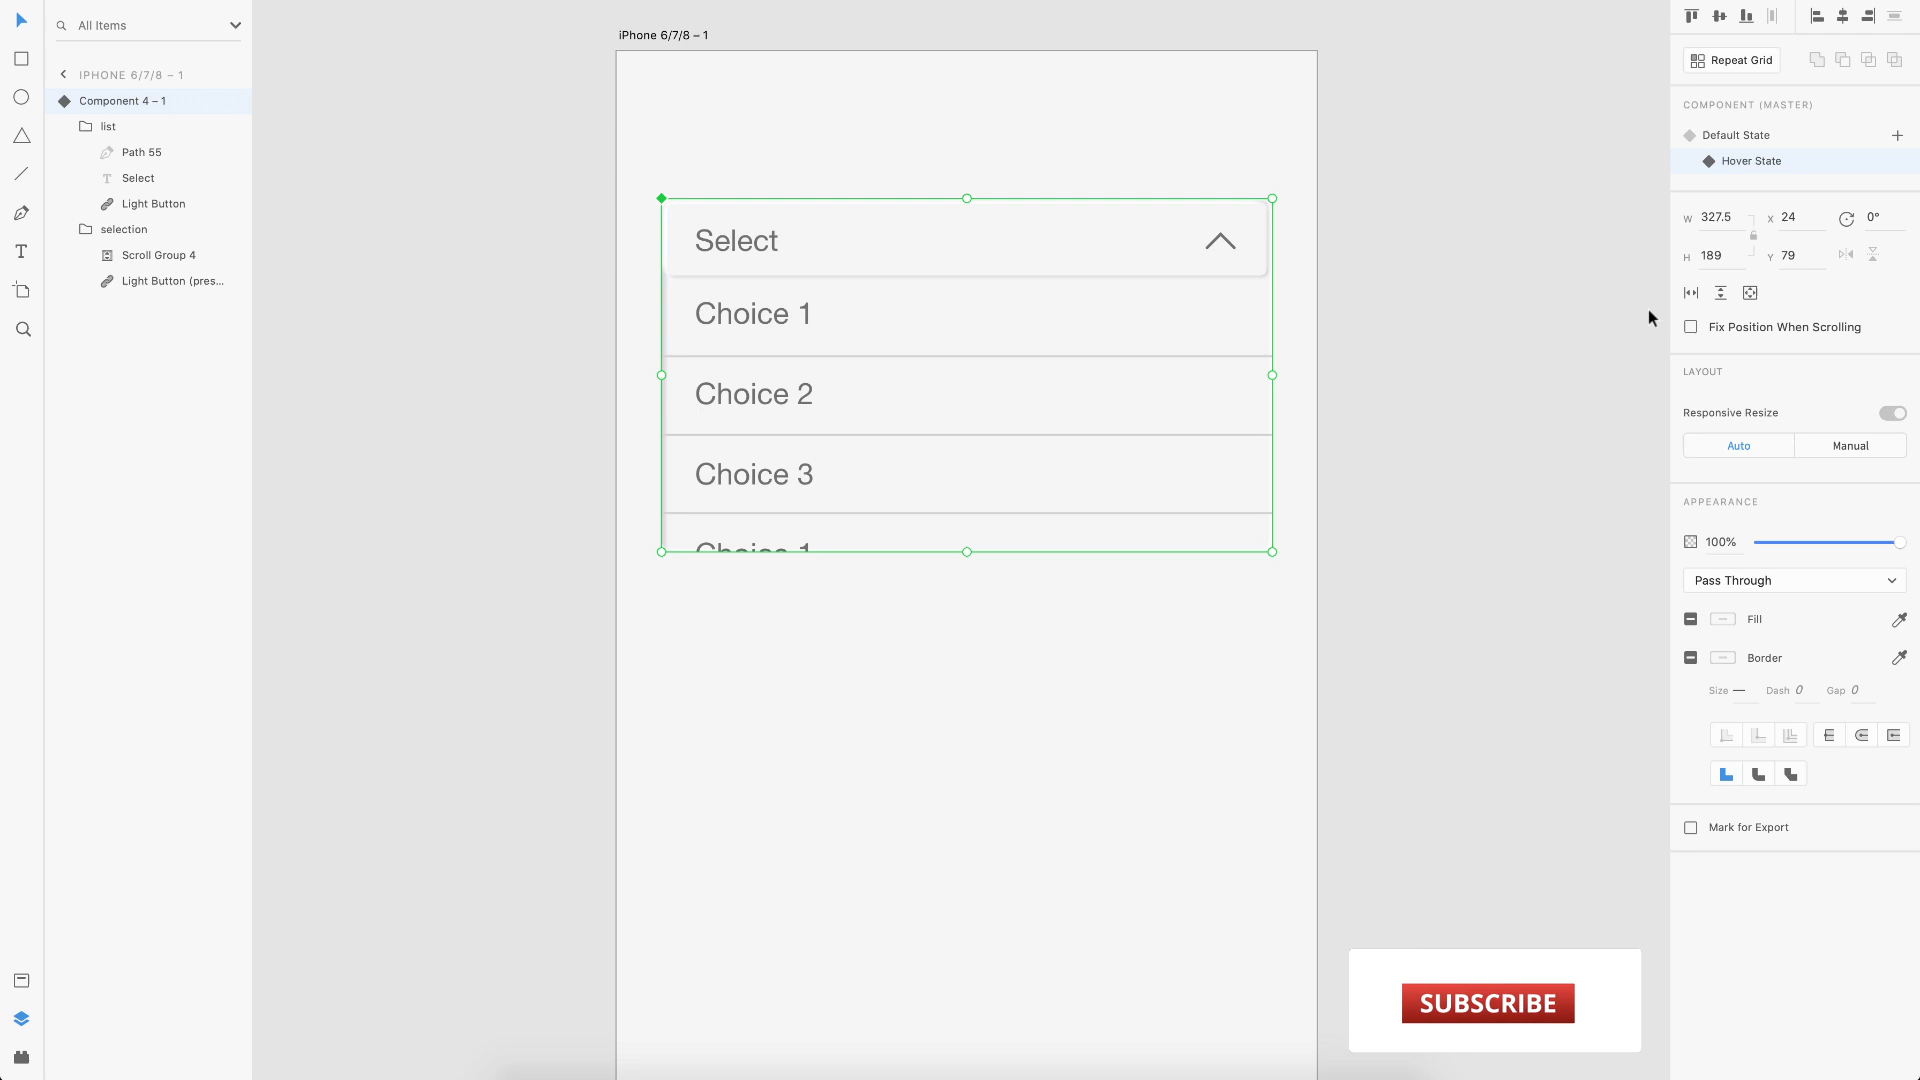 All Items
IPHONE 6/7/8 – 1
Component 4 – 1
list
Path 55
Select
Light Button
selection
Scroll Group 4
Light Button (pres...
iPhone 6/7/8 – 1
Select
Choice 1
Choice 2
Choice 3
Choice 1
SUBSCRIBE
Repeat Grid
COMPONENT (MASTER)
Default State
Hover State
W 327.5 X 24 0°
H 189 Y 79
Fix Position When Scrolling
LAYOUT
Responsive Resize
Auto Manual
APPEARANCE
100%
Pass Through
Fill
Border
Size — Dash 0 Gap 0
Mark for Export